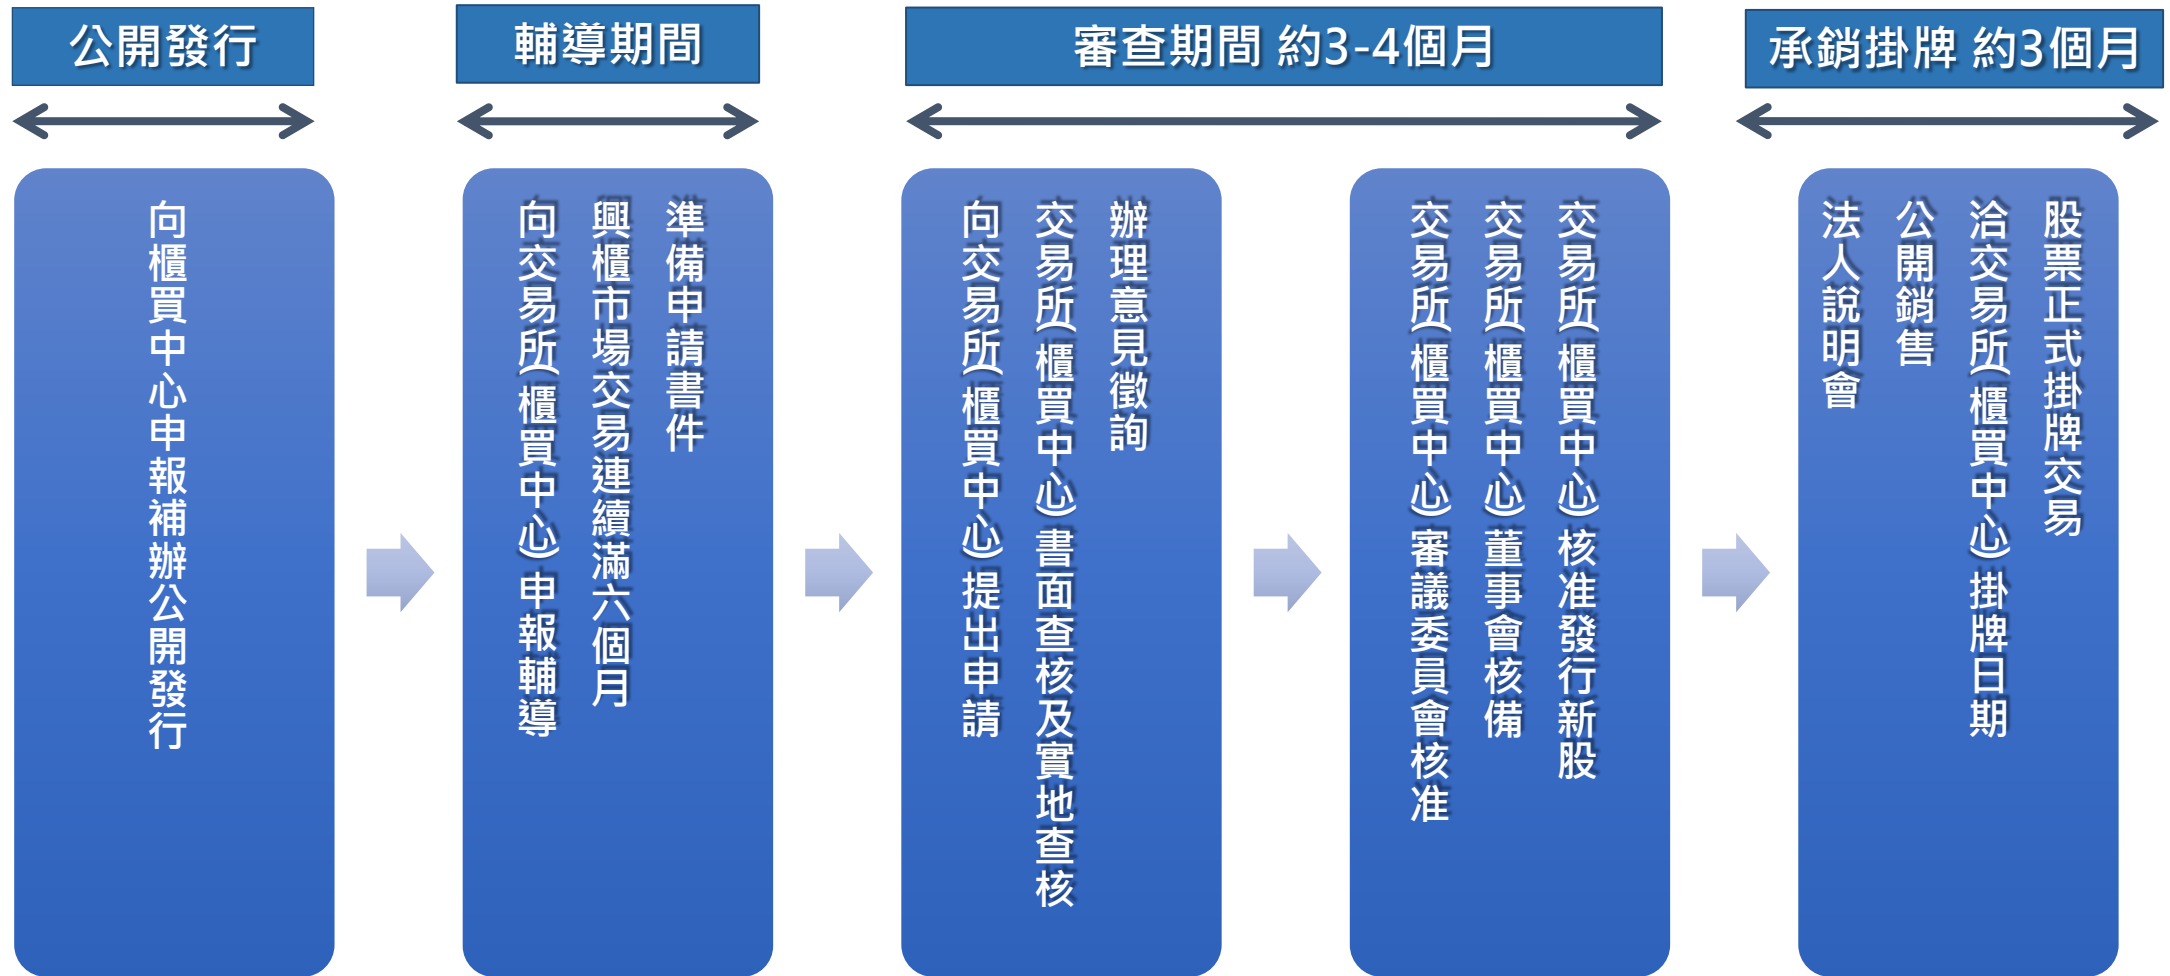 公開發行
輔導期間
審查期間 約3-4個月
承銷掛牌 約3個月
向櫃買中心申報補辦公開發行
向交易所(櫃買中心)申報輔導
興櫃市場交易連續滿六個月
準備申請書件
向交易所(櫃買中心)提出申請
交易所(櫃買中心)書面查核及實地查核
辦理意見徵詢
交易所(櫃買中心)審議委員會核准
交易所(櫃買中心)董事會核備
交易所(櫃買中心)核准發行新股
法人說明會
公開銷售
洽交易所(櫃買中心)掛牌日期
股票正式掛牌交易